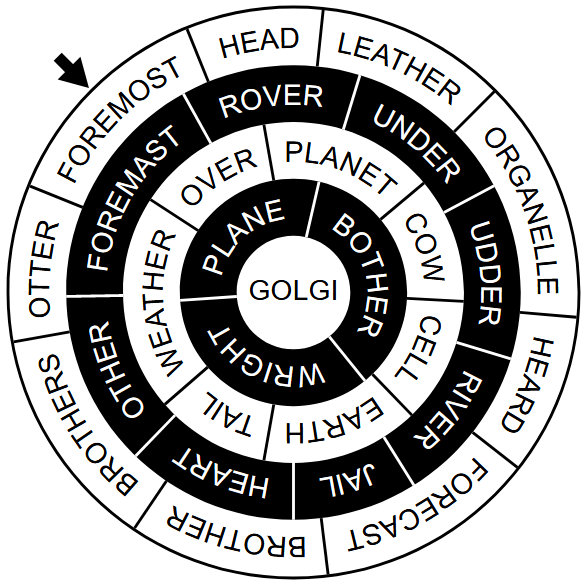 FOREMOST
HEAD
LEATHER
ORGANELLE
HEARD
FORECAST
BROTHER
BROTHERS
OTTER
FOREMAST
ROVER
UNDER
UDDER
RIVER
JAIL
HEART
OTHER
OVER
PLANET
COW
CELL
EARTH
TAIL
WEATHER
PLANE
BOTHER
WRIGHT
GOLGI